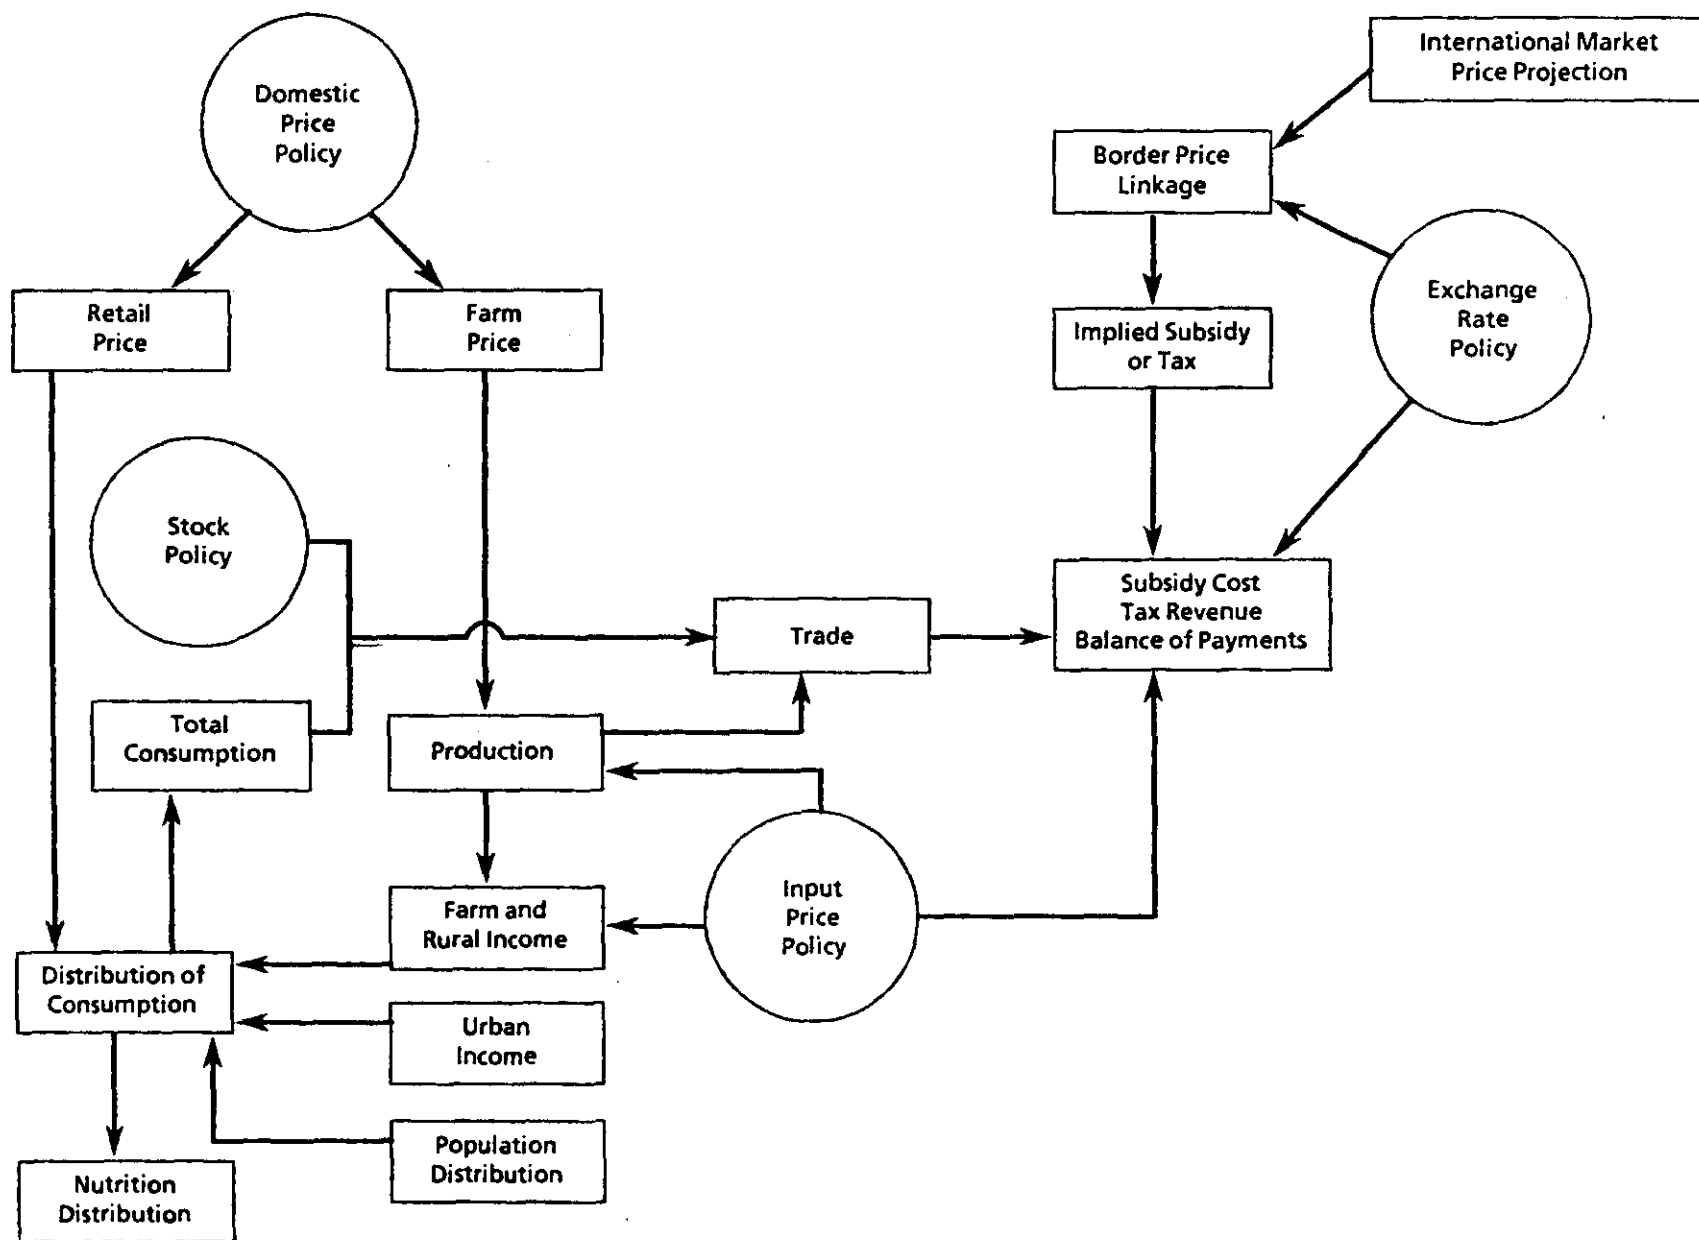 Domestic
Price
Policy
International Market
Price Projection
Border Price
Linkage
Retail
Price
Farm
Price
Implied Subsidy
or Tax
Exchange
Rate
Policy
Stock
Policy
Subsidy Cost
Tax Revenue
Balance of Payments
Trade
Total
Consumption
Production
Input
Price
Policy
Farm and
Rural Income
Distribution of
Consumption
Urban
Income
Population
Distribution
Nutrition
Distribution